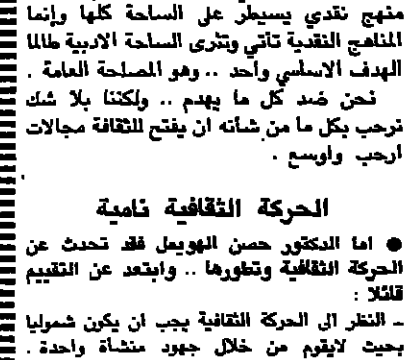 منهج نقدي يسيطر على الساحة كلها وإنما
المناهج النقدية تأتي وتثرى الساحة الادبية طالما
الهدف الاساسي واحد .. وهو المصلحة العامة .
نحن ضد كل ما يهدم .. ولكننا بلا شك
نرحب بكل ما من شأنه ان يفتح للثقافة مجالات
ارحب واوسع .
الحركة الثقافية نامية
● اما الدكتور حسن الهويمل فقد تحدث عن
الحركة الثقافية وتطورها .. وابتعد عن التقييم
قائلا :
ــ النظر الى الحركة الثقافية يجب ان يكون شموليا
بحيث لايقوم من خلال جهود منشأة واحدة .